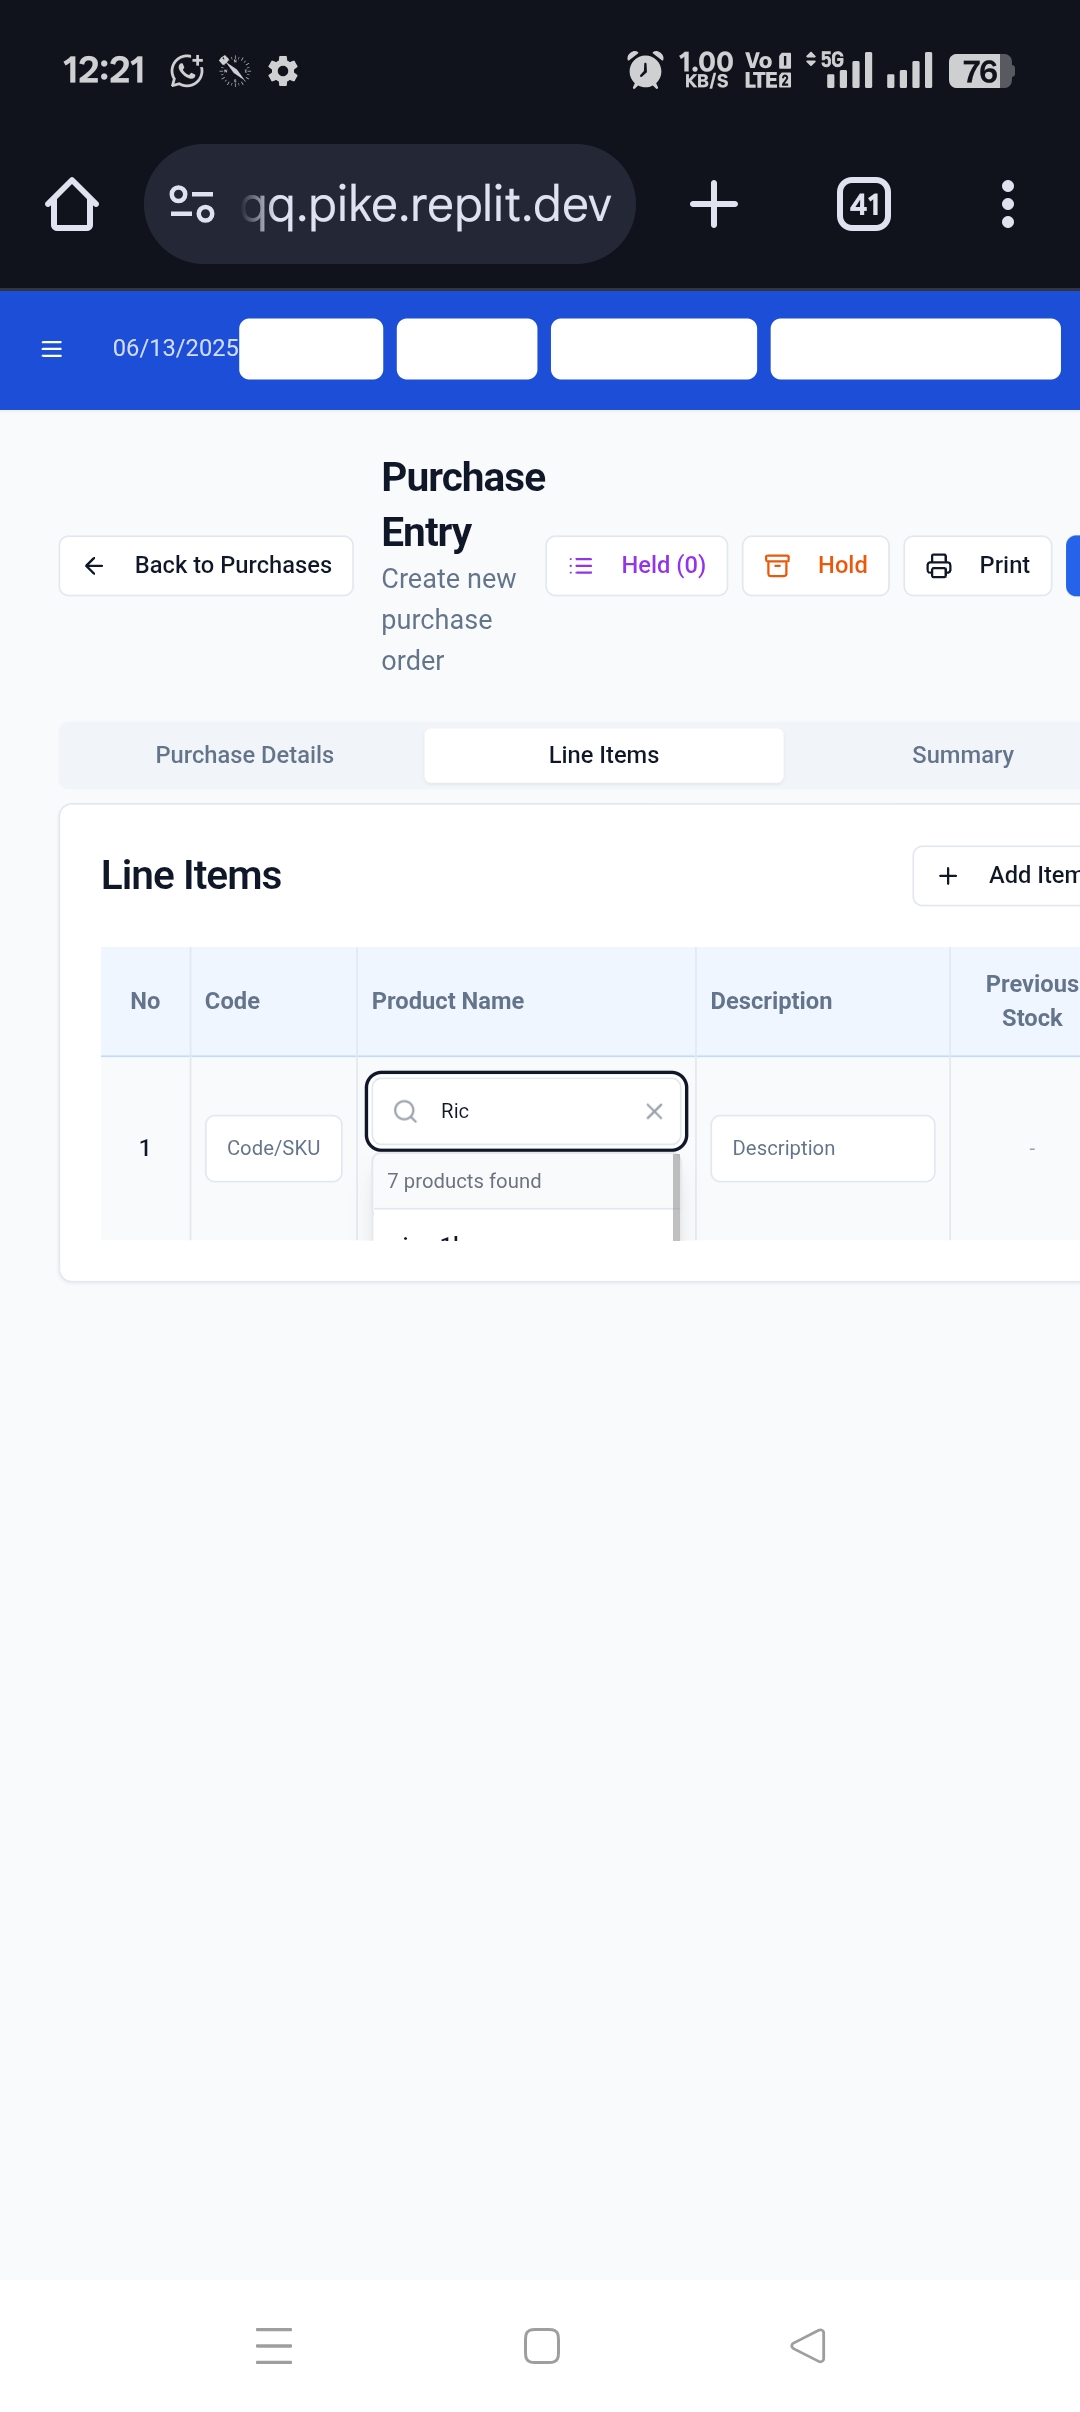 12:21
1.00
KB/S
Vo 1
LTE 2
5G
76
qq.pike.replit.dev
41
06/13/2025
Purchase
Entry
Create new
purchase
order
Back to Purchases
Held (0)
Hold
Print
Purchase Details
Line Items
Summary
Line Items
Add Item
No
Code
Product Name
Description
Previous
Stock
1
Code/SKU
Ric
Description
-
7 products found